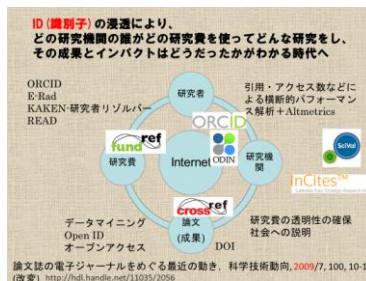 ID(識別子)の浸透により、
どの研究機関の誰がどの研究費を使ってどんな研究をし、
その成果とインパクトはどうだったかがわかる時代へ
ORCID
E-Rad
KAKEN-研究者リゾルバー
READ
研究者
引用・アクセス数などに
よる横断的パフォーマン
ス解析＋Altmetrics
ORCID
ODIN
fundref
研究費
Internet
研究機
関
SciVal
InCites™
crossref
論文
(成果)
DOI
データマイニング
Open ID
オープンアクセス
研究費の透明性の確保
社会への説明
論文誌の電子ジャーナルをめぐる最近の動き、科学技術動向, 2009/7, 100, 10-1
(改変) http://hdl.handle.net/11035/2056